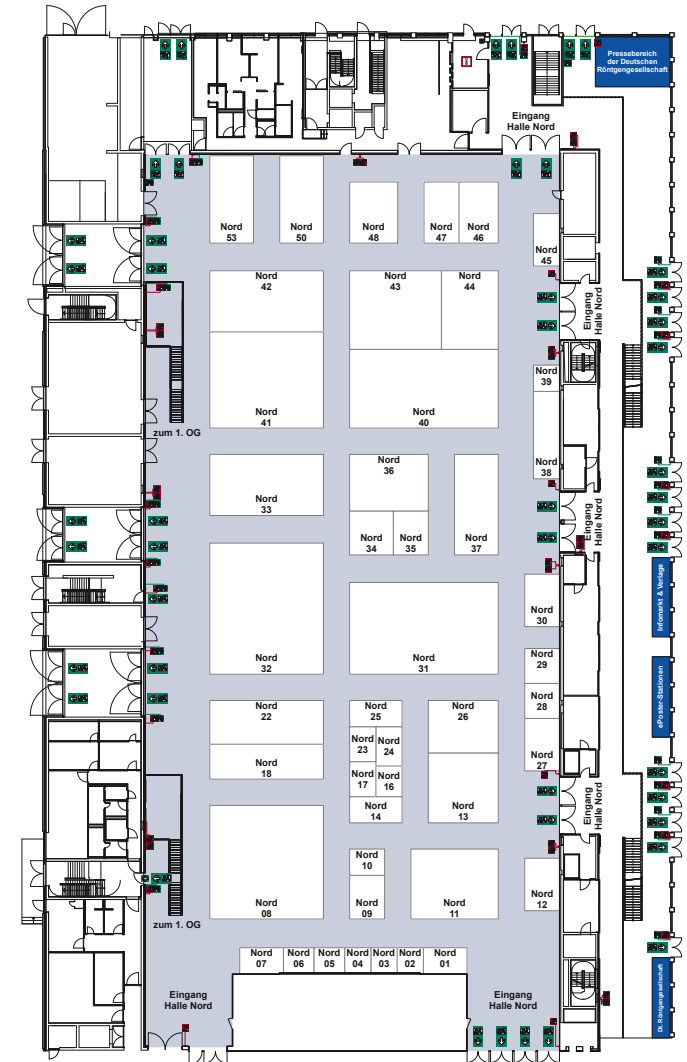 Pressebereich
der Deutschen
Röntgengesellschaft
Eingang
Halle Nord
Nord
53
Nord
50
Nord
48
Nord
47
Nord
46
Nord
45
Nord
42
Nord
43
Nord
44
Eingang
Halle Nord
Nord
41
Nord
40
Nord
39
Nord
38
zum 1. OG
Nord
33
Nord
36
Nord
34
Nord
35
Nord
37
Eingang
Halle Nord
Infomarkt & Verlage
Nord
30
Nord
32
Nord
31
Nord
29
Nord
28
Nord
27
ePoster-Stationen
Nord
22
Nord
18
Nord
25
Nord
23
Nord
24
Nord
17
Nord
16
Nord
14
Nord
26
Nord
13
Eingang
Halle Nord
Nord
08
Nord
10
Nord
09
Nord
11
Nord
12
zum 1. OG
Nord
07
Nord
06
Nord
05
Nord
04
Nord
03
Nord
02
Nord
01
Eingang
Halle Nord
Eingang
Halle Nord
Dt. Röntgengesellschaft